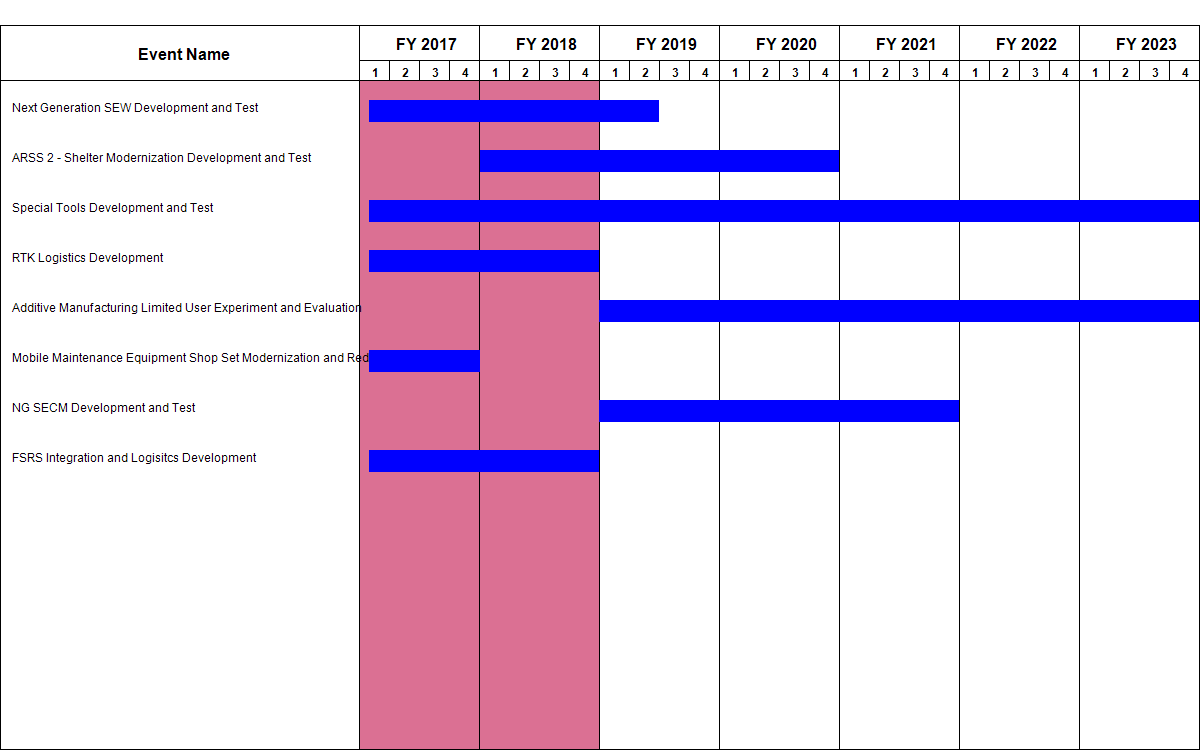 Event Name
FY 2017 FY 2018 FY 2019 FY 2020 FY 2021 FY 2022 FY 2023
1 2 3 4 1 2 3 4 1 2 3 4 1 2 3 4 1 2 3 4 1 2 3 4 1 2 3 4
Next Generation SEW Development and Test
ARSS 2 - Shelter Modernization Development and Test
Special Tools Development and Test
RTK Logistics Development
Additive Manufacturing Limited User Experiment and Evaluation
Mobile Maintenance Equipment Shop Set Modernization and Red
NG SECM Development and Test
FSRS Integration and Logisitcs Development